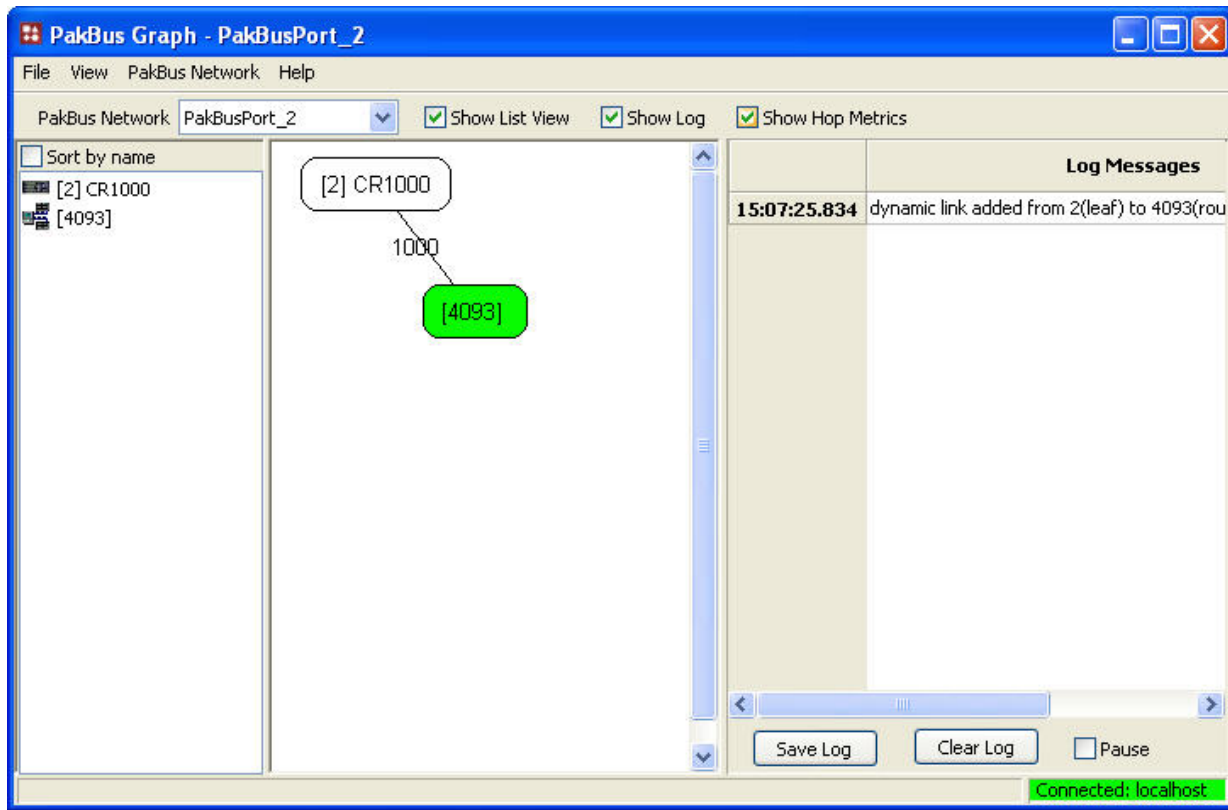 PakBus Graph - PakBusPort_2
File View PakBus Network Help
PakBus Network PakBusPort_2 Show List View Show Log Show Hop Metrics
Sort by name
[2] CR1000
[4093]
[2] CR1000
1000
[4093]
Log Messages
15:07:25.834 dynamic link added from 2(leaf) to 4093(rou
Save Log Clear Log Pause
Connected: localhost